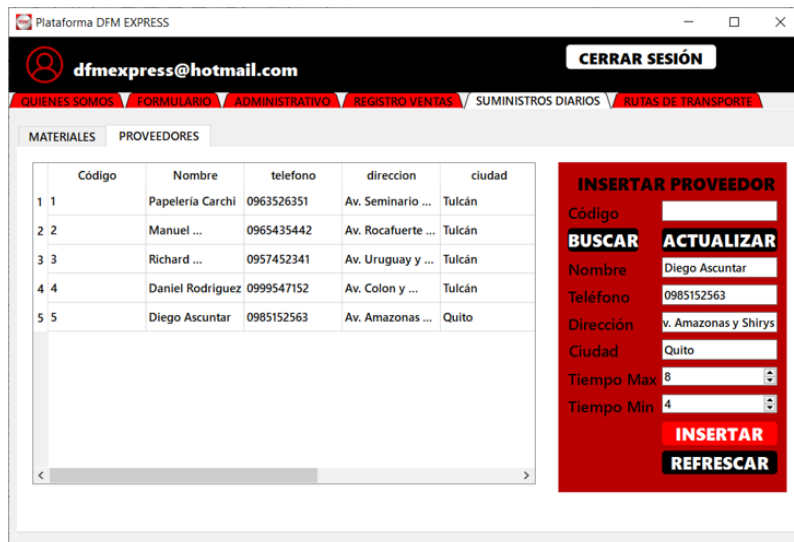 Plataforma DFM EXPRESS
dfmexpress@hotmail.com
CERRAR SESIÓN
QUIENES SOMOS FORMULARIO ADMINISTRATIVO REGISTRO VENTAS SUMINISTROS DIARIOS RUTAS DE TRANSPORTE
MATERIALES PROVEEDORES
Código Nombre telefono direccion ciudad
1 1 Papelería Carchi 0963526351 Av. Seminario ... Tulcán
2 2 Manuel ... 0965435442 Av. Rocafuerte ... Tulcán
3 3 Richard ... 0957452341 Av. Uruguay y ... Tulcán
4 4 Daniel Rodriguez 0999547152 Av. Colon y ... Tulcán
5 5 Diego Ascuntar 0985152563 Av. Amazonas ... Quito
INSERTAR PROVEEDOR
Código
BUSCAR ACTUALIZAR
Nombre Diego Ascuntar
Teléfono 0985152563
Dirección v. Amazonas y Shirys
Ciudad Quito
Tiempo Max 8
Tiempo Min 4
INSERTAR
REFRESCAR